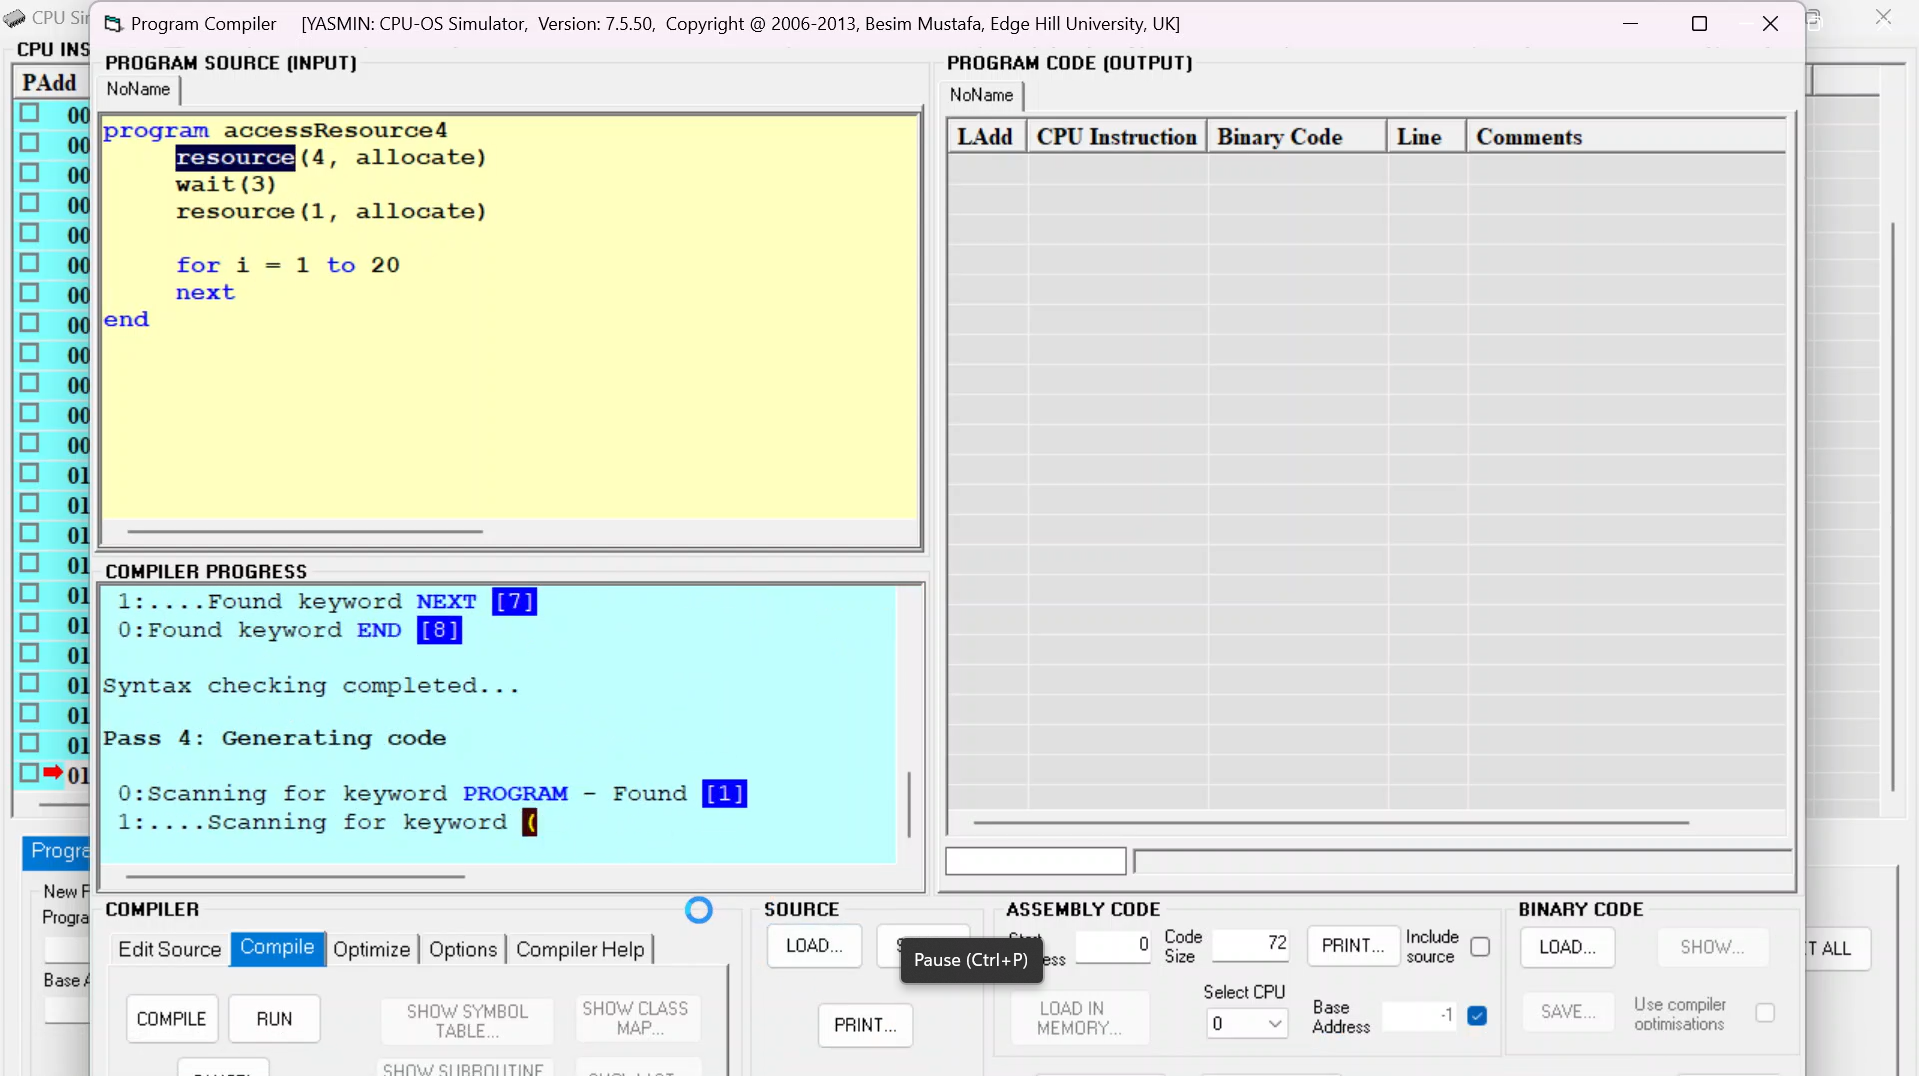 CPU Si
Program Compiler [YASMIN: CPU-OS Simulator, Version: 7.5.50, Copyright @ 2006-2013, Besim Mustafa, Edge Hill University, UK]
CPU INS
PAdd
00
00
00
00
00
00
00
00
00
00
00
00
01
01
01
01
01
01
01
01
01
01
01
PROGRAM SOURCE (INPUT)
NoName
program accessResource4
resource(4, allocate)
wait(3)
resource(1, allocate)
for i = 1 to 20
next
end
PROGRAM CODE (OUTPUT)
NoName
LAdd CPU Instruction Binary Code Line Comments
COMPILER PROGRESS
1:....Found keyword NEXT [7]
0:Found keyword END [8]
Syntax checking completed...
Pass 4: Generating code
0:Scanning for keyword PROGRAM - Found [1]
1:....Scanning for keyword (
Progra
New P
Progra
Base A
COMPILER
Edit Source Compile Optimize Options Compiler Help
COMPILE RUN
SHOW SYMBOL TABLE...
SHOW CLASS MAP...
SHOW SUBROUTINE
SOURCE
LOAD...
Pause (Ctrl+P)
PRINT...
ASSEMBLY CODE
0 Code Size 72 PRINT... Include source
LOAD IN MEMORY...
Select CPU
0
Base Address -1
BINARY CODE
LOAD... SHOW...
SAVE... Use compiler optimisations
T ALL